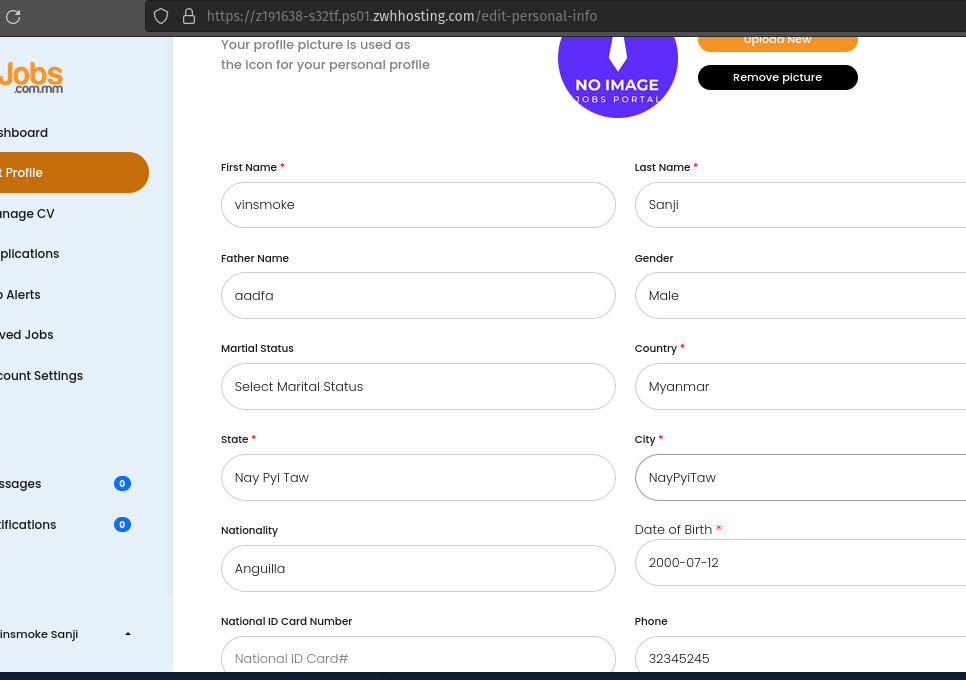 https://z191638-s32tf.ps01.zwhhosting.com/edit-personal-info
Your profile picture is used as
the icon for your personal profile
Upload New
Remove picture
NO IMAGE
JOBS PORTAL
Jobs
.com.mm
shboard
t Profile
anage CV
plications
b Alerts
ved Jobs
count Settings
ssages 0
tifications 0
insmoke Sanji
First Name * Last Name *
vinsmoke Sanji
Father Name Gender
aadfa Male
Martial Status Country *
Select Marital Status Myanmar
State * City *
Nay Pyi Taw NayPyiTaw
Nationality Date of Birth *
Anguilla 2000-07-12
National ID Card Number Phone
National ID Card# 32345245